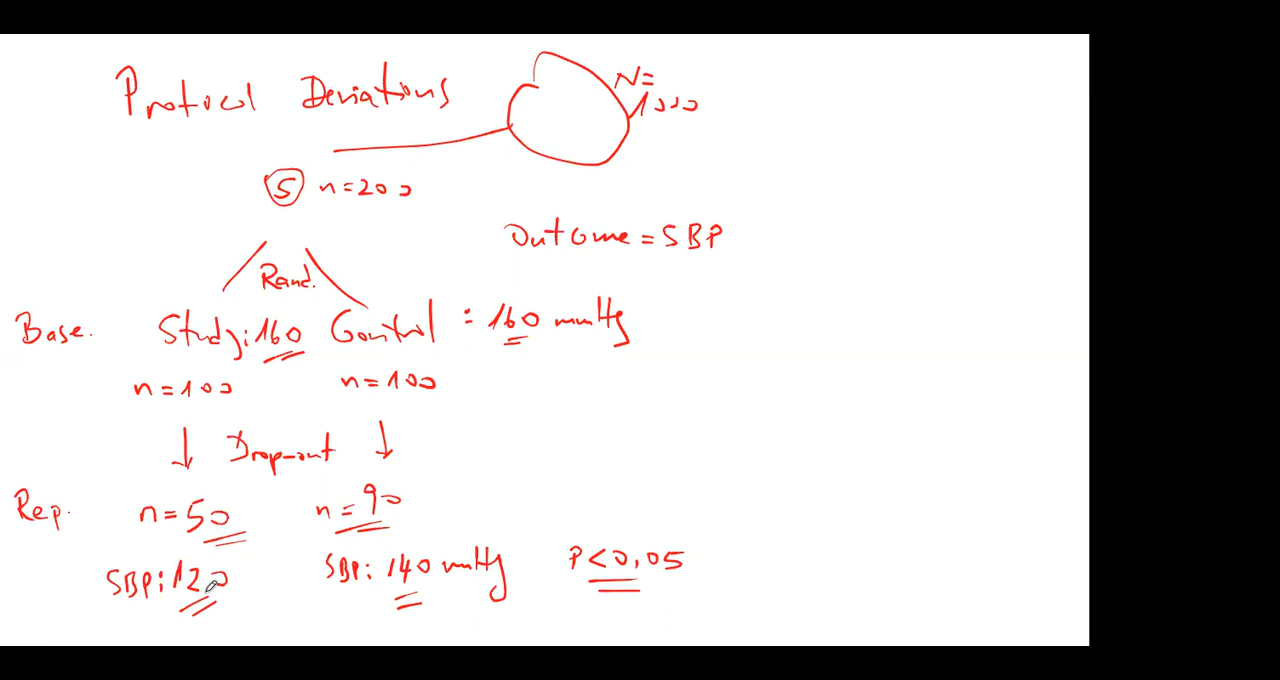 Protocol Deviations
N=
1000
S n=200
Outcome = SBP
Rand.
Base. Study: 160 Control : 160 mmHg
n=100 n=100
Drop-out
Rep. n=50 n=90
SBP: 120 SBP: 140 mmHg P<0,05